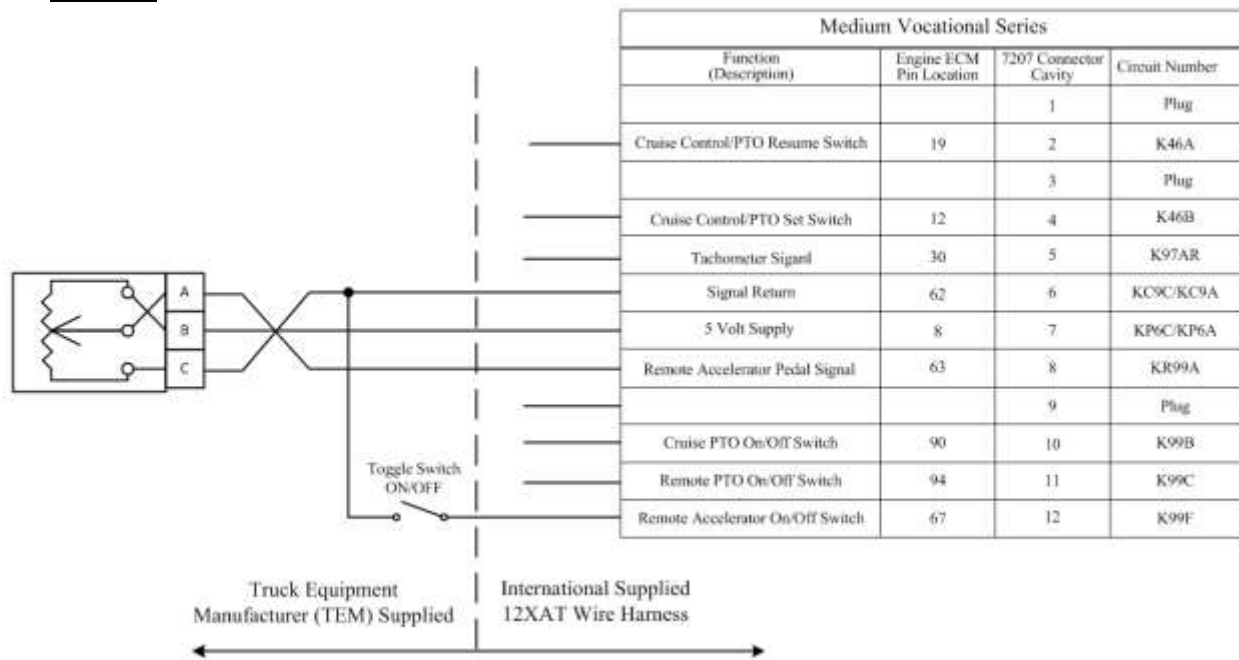 Medium Vocational Series
Function (Description) Engine ECM Pin Location 7207 Connector Cavity Circuit Number
1 Plug
Cruise Control/PTO Resume Switch 19 2 K46A
3 Plug
Cruise Control/PTO Set Switch 12 4 K46B
Tachometer Siganl 30 5 K97AR
A Signal Return 62 6 KC9C/KC9A
B 5 Volt Supply 8 7 KP6C/KP6A
C Remote Accelerator Pedal Signal 63 8 KR99A
9 Plug
Cruise PTO On/Off Switch 90 10 K99B
Remote PTO On/Off Switch 94 11 K99C
Remote Accelerator On/Off Switch 67 12 K99F
Toggle Switch
ON/OFF
Truck Equipment
Manufacturer (TEM) Supplied
International Supplied
12XAT Wire Harness